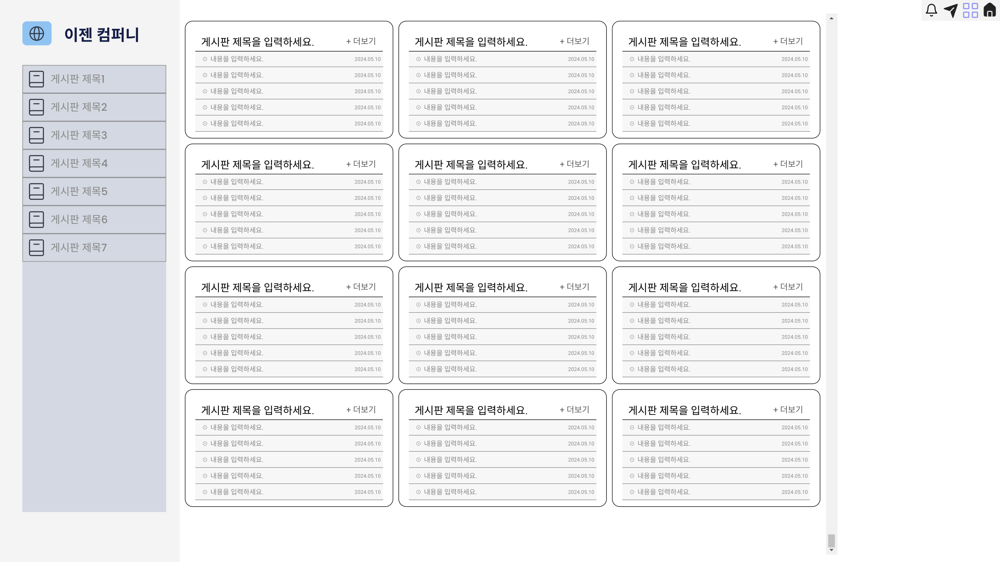 이젠 컴퍼니
게시판 제목1
게시판 제목2
게시판 제목3
게시판 제목4
게시판 제목5
게시판 제목6
게시판 제목7
게시판 제목을 입력하세요. + 더보기
⊙ 내용을 입력하세요. 2024.05.10
⊙ 내용을 입력하세요. 2024.05.10
⊙ 내용을 입력하세요. 2024.05.10
⊙ 내용을 입력하세요. 2024.05.10
⊙ 내용을 입력하세요. 2024.05.10
게시판 제목을 입력하세요. + 더보기
⊙ 내용을 입력하세요. 2024.05.10
⊙ 내용을 입력하세요. 2024.05.10
⊙ 내용을 입력하세요. 2024.05.10
⊙ 내용을 입력하세요. 2024.05.10
⊙ 내용을 입력하세요. 2024.05.10
게시판 제목을 입력하세요. + 더보기
⊙ 내용을 입력하세요. 2024.05.10
⊙ 내용을 입력하세요. 2024.05.10
⊙ 내용을 입력하세요. 2024.05.10
⊙ 내용을 입력하세요. 2024.05.10
⊙ 내용을 입력하세요. 2024.05.10
게시판 제목을 입력하세요. + 더보기
⊙ 내용을 입력하세요. 2024.05.10
⊙ 내용을 입력하세요. 2024.05.10
⊙ 내용을 입력하세요. 2024.05.10
⊙ 내용을 입력하세요. 2024.05.10
⊙ 내용을 입력하세요. 2024.05.10
게시판 제목을 입력하세요. + 더보기
⊙ 내용을 입력하세요. 2024.05.10
⊙ 내용을 입력하세요. 2024.05.10
⊙ 내용을 입력하세요. 2024.05.10
⊙ 내용을 입력하세요. 2024.05.10
⊙ 내용을 입력하세요. 2024.05.10
게시판 제목을 입력하세요. + 더보기
⊙ 내용을 입력하세요. 2024.05.10
⊙ 내용을 입력하세요. 2024.05.10
⊙ 내용을 입력하세요. 2024.05.10
⊙ 내용을 입력하세요. 2024.05.10
⊙ 내용을 입력하세요. 2024.05.10
게시판 제목을 입력하세요. + 더보기
⊙ 내용을 입력하세요. 2024.05.10
⊙ 내용을 입력하세요. 2024.05.10
⊙ 내용을 입력하세요. 2024.05.10
⊙ 내용을 입력하세요. 2024.05.10
⊙ 내용을 입력하세요. 2024.05.10
게시판 제목을 입력하세요. + 더보기
⊙ 내용을 입력하세요. 2024.05.10
⊙ 내용을 입력하세요. 2024.05.10
⊙ 내용을 입력하세요. 2024.05.10
⊙ 내용을 입력하세요. 2024.05.10
⊙ 내용을 입력하세요. 2024.05.10
게시판 제목을 입력하세요. + 더보기
⊙ 내용을 입력하세요. 2024.05.10
⊙ 내용을 입력하세요. 2024.05.10
⊙ 내용을 입력하세요. 2024.05.10
⊙ 내용을 입력하세요. 2024.05.10
⊙ 내용을 입력하세요. 2024.05.10
게시판 제목을 입력하세요. + 더보기
⊙ 내용을 입력하세요. 2024.05.10
⊙ 내용을 입력하세요. 2024.05.10
⊙ 내용을 입력하세요. 2024.05.10
⊙ 내용을 입력하세요. 2024.05.10
⊙ 내용을 입력하세요. 2024.05.10
게시판 제목을 입력하세요. + 더보기
⊙ 내용을 입력하세요. 2024.05.10
⊙ 내용을 입력하세요. 2024.05.10
⊙ 내용을 입력하세요. 2024.05.10
⊙ 내용을 입력하세요. 2024.05.10
⊙ 내용을 입력하세요. 2024.05.10
게시판 제목을 입력하세요. + 더보기
⊙ 내용을 입력하세요. 2024.05.10
⊙ 내용을 입력하세요. 2024.05.10
⊙ 내용을 입력하세요. 2024.05.10
⊙ 내용을 입력하세요. 2024.05.10
⊙ 내용을 입력하세요. 2024.05.10